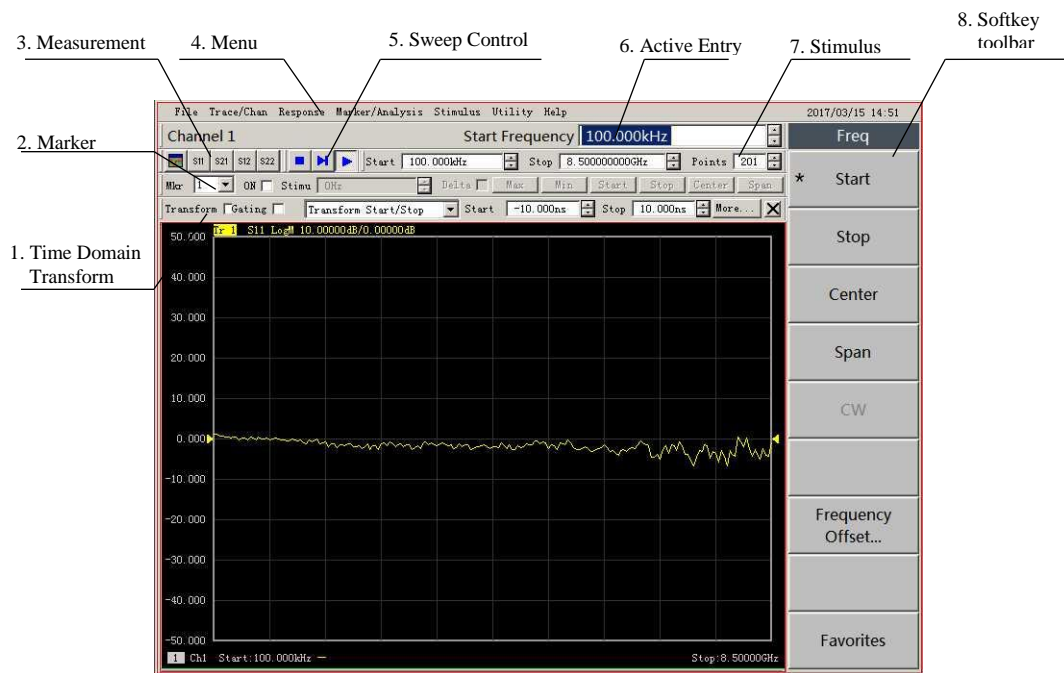 8. Softkey toolbar
3. Measurement
4. Menu
5. Sweep Control
6. Active Entry
7. Stimulus
2. Marker
1. Time Domain
Transform
File Trace/Chan Response Marker/Analysis Stimulus Utility Help 2017/03/15 14:51
Channel 1 Start Frequency 100.000kHz Freq
S11 S21 S12 S22 Start 100.000kHz Stop 8.500000000GHz Points 201
Mkr 1 ON Stimu 0Hz Delta Max Min Start Stop Center Span
Transform Gating Transform Start/Stop Start -10.000ns Stop 10.000ns More... X
Tr 1 S11 LogM 10.00000dB/0.00000dB
50.000
40.000
30.000
20.000
10.000
0.000
-10.000
-20.000
-30.000
-40.000
-50.000
1 Ch1 Start:100.000kHz Stop:8.50000GHz
* Start
Stop
Center
Span
CW
Frequency
Offset...
Favorites